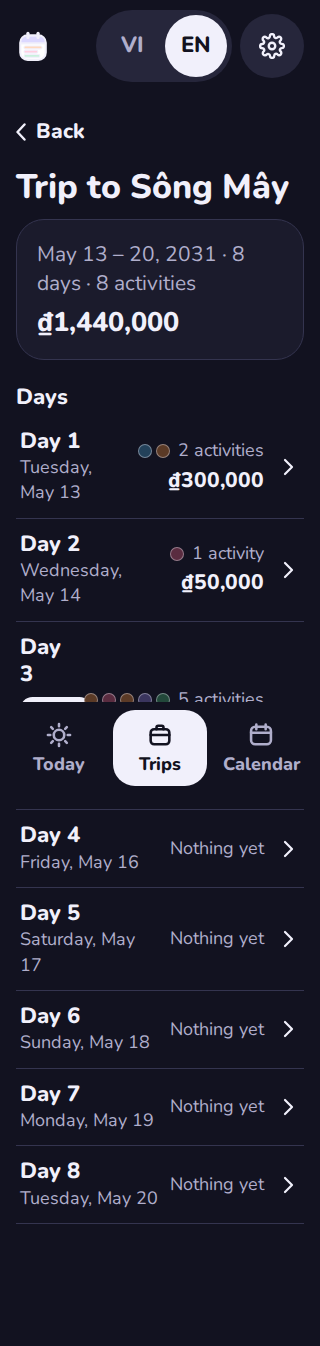 VI
EN
Back
Trip to Sông Mây
May 13 – 20, 2031 · 8
days · 8 activities
₫1,440,000
Days
Day 1
Tuesday,
May 13
2 activities
₫300,000
Day 2
Wednesday,
May 14
1 activity
₫50,000
Day
3
5 activities
Today
Trips
Calendar
Day 4
Friday, May 16
Nothing yet
Day 5
Saturday, May
17
Nothing yet
Day 6
Sunday, May 18
Nothing yet
Day 7
Monday, May 19
Nothing yet
Day 8
Tuesday, May 20
Nothing yet